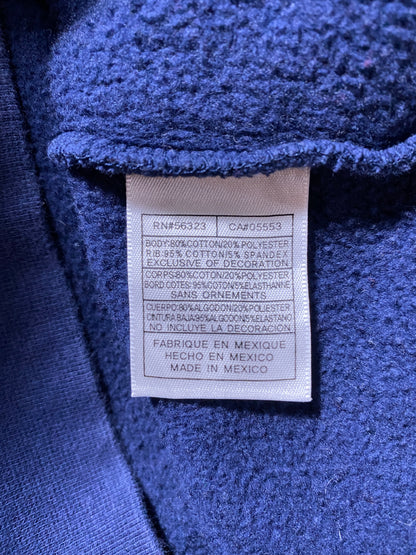 RN#56323 CA#05553
BODY:80%COTTON/20%POLYESTER
RIB:95% COTTON/5% SPANDEX
EXCLUSIVE OF DECORATION
CORPS:80%COTON/20%POLYESTER
BORD COTES:95%COTON/5%ELASTHANNE
SANS ORNEMENTS
CUERPO:80%ALGODON/20%POLIESTER
CINTURA BAJA:95%ALGODON/5%ELASTANO
NO INCLUYE LA DECORACION
FABRIQUE EN MEXIQUE
HECHO EN MEXICO
MADE IN MEXICO